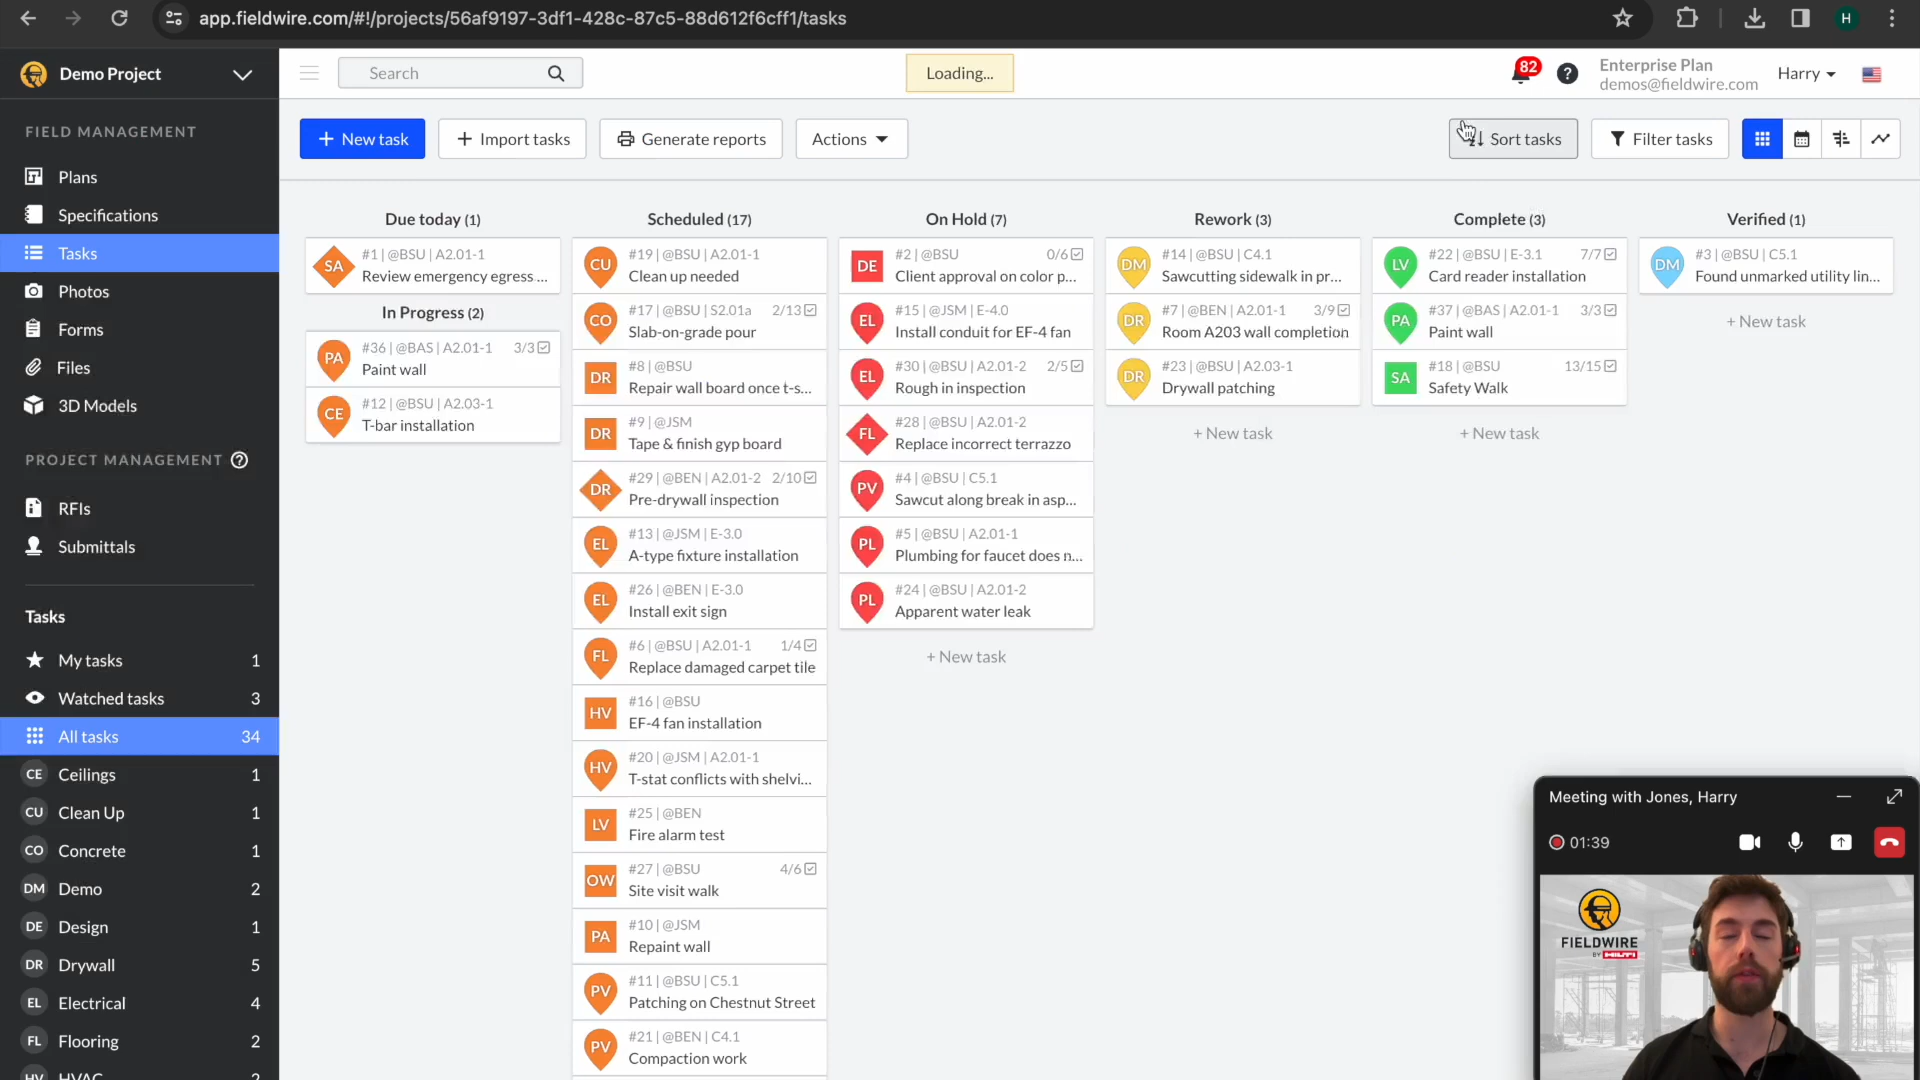 app.fieldwire.com/#!/projects/56af9197-3df1-428c-87c5-88d612f6cff1/tasks
H
Demo Project
Search
Loading...
82
Enterprise Plan
demos@fieldwire.com
Harry
FIELD MANAGEMENT
Plans
Specifications
Tasks
Photos
Forms
Files
3D Models
PROJECT MANAGEMENT
RFIs
Submittals
Tasks
My tasks 1
Watched tasks 3
All tasks 34
CE Ceilings 1
CU Clean Up 1
CO Concrete 1
DM Demo 2
DE Design 1
DR Drywall 5
EL Electrical 4
FL Flooring 2
HV HVAC 2
+ New task
+ Import tasks
Generate reports
Actions
Sort tasks
Filter tasks
Due today (1)
SA
#1 | @BSU | A2.01-1
Review emergency egress ...
In Progress (2)
PA
#36 | @BAS | A2.01-1 3/3
Paint wall
CE
#12 | @BSU | A2.03-1
T-bar installation
Scheduled (17)
CU
#19 | @BSU | A2.01-1
Clean up needed
CO
#17 | @BSU | S2.01a 2/13
Slab-on-grade pour
DR
#8 | @BSU
Repair wall board once t-s...
DR
#9 | @JSM
Tape & finish gyp board
DR
#29 | @BEN | A2.01-2 2/10
Pre-drywall inspection
EL
#13 | @JSM | E-3.0
A-type fixture installation
EL
#26 | @BEN | E-3.0
Install exit sign
FL
#6 | @BSU | A2.01-1 1/4
Replace damaged carpet tile
HV
#16 | @BSU
EF-4 fan installation
HV
#20 | @JSM | A2.01-1
T-stat conflicts with shelvi...
LV
#25 | @BEN
Fire alarm test
OW
#27 | @BSU 4/6
Site visit walk
PA
#10 | @JSM
Repaint wall
PV
#11 | @BSU | C5.1
Patching on Chestnut Street
PV
#21 | @BEN | C4.1
Compaction work
On Hold (7)
DE
#2 | @BSU 0/6
Client approval on color p...
EL
#15 | @JSM | E-4.0
Install conduit for EF-4 fan
EL
#30 | @BSU | A2.01-2 2/5
Rough in inspection
FL
#28 | @BSU | A2.01-2
Replace incorrect terrazzo
PV
#4 | @BSU | C5.1
Sawcut along break in asp...
PL
#5 | @BSU | A2.01-1
Plumbing for faucet does n...
PL
#24 | @BSU | A2.01-2
Apparent water leak
+ New task
Rework (3)
DM
#14 | @BSU | C4.1
Sawcutting sidewalk in pr...
DR
#7 | @BEN | A2.01-1 3/9
Room A203 wall completion
DR
#23 | @BSU | A2.03-1
Drywall patching
+ New task
Complete (3)
LV
#22 | @BSU | E-3.1 7/7
Card reader installation
PA
#37 | @BAS | A2.01-1 3/3
Paint wall
SA
#18 | @BSU 13/15
Safety Walk
+ New task
Verified (1)
DM
#3 | @BSU | C5.1
Found unmarked utility lin...
+ New task
Meeting with Jones, Harry
01:39
FIELDWIRE
BY HILTI